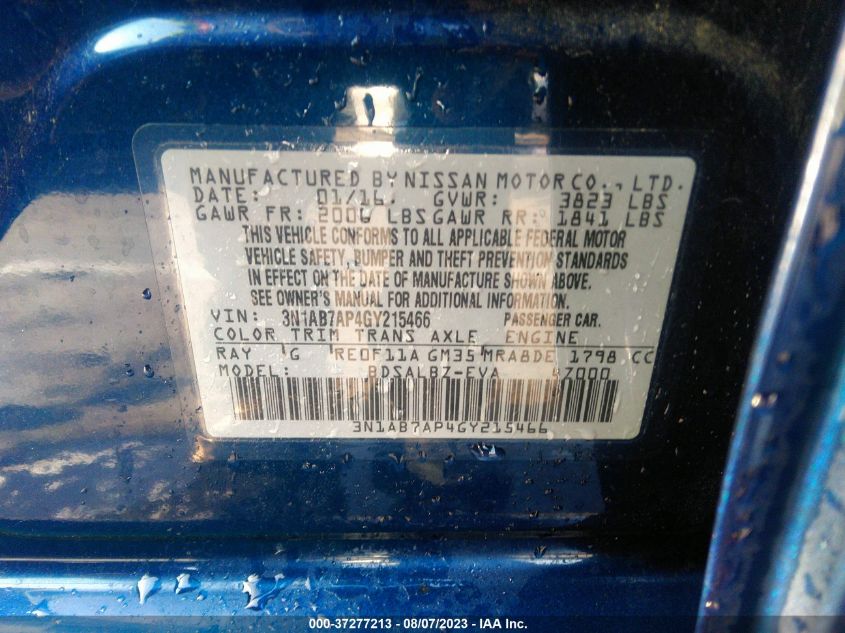 MANUFACTURED BY NISSAN MOTOR CO., LTD.
DATE: 01/16. GVWR: 3823 LBS
GAWR FR: 2006 LBS GAWR RR: 1841 LBS
THIS VEHICLE CONFORMS TO ALL APPLICABLE FEDERAL MOTOR
VEHICLE SAFETY, BUMPER AND THEFT PREVENTION STANDARDS
IN EFFECT ON THE DATE OF MANUFACTURE SHOWN ABOVE.
SEE OWNER'S MANUAL FOR ADDITIONAL INFORMATION.
VIN: 3N1AB7AP4GY215466 PASSENGER CAR.
COLOR TRIM TRANS AXLE ENGINE
RAY G RE0F11A GM35 MRA8DE 1798 CC
MODEL: BDSALBZ-EVA
3N1AB7AP4GY215466
000-37277213 - 08/07/2023 - IAA Inc.